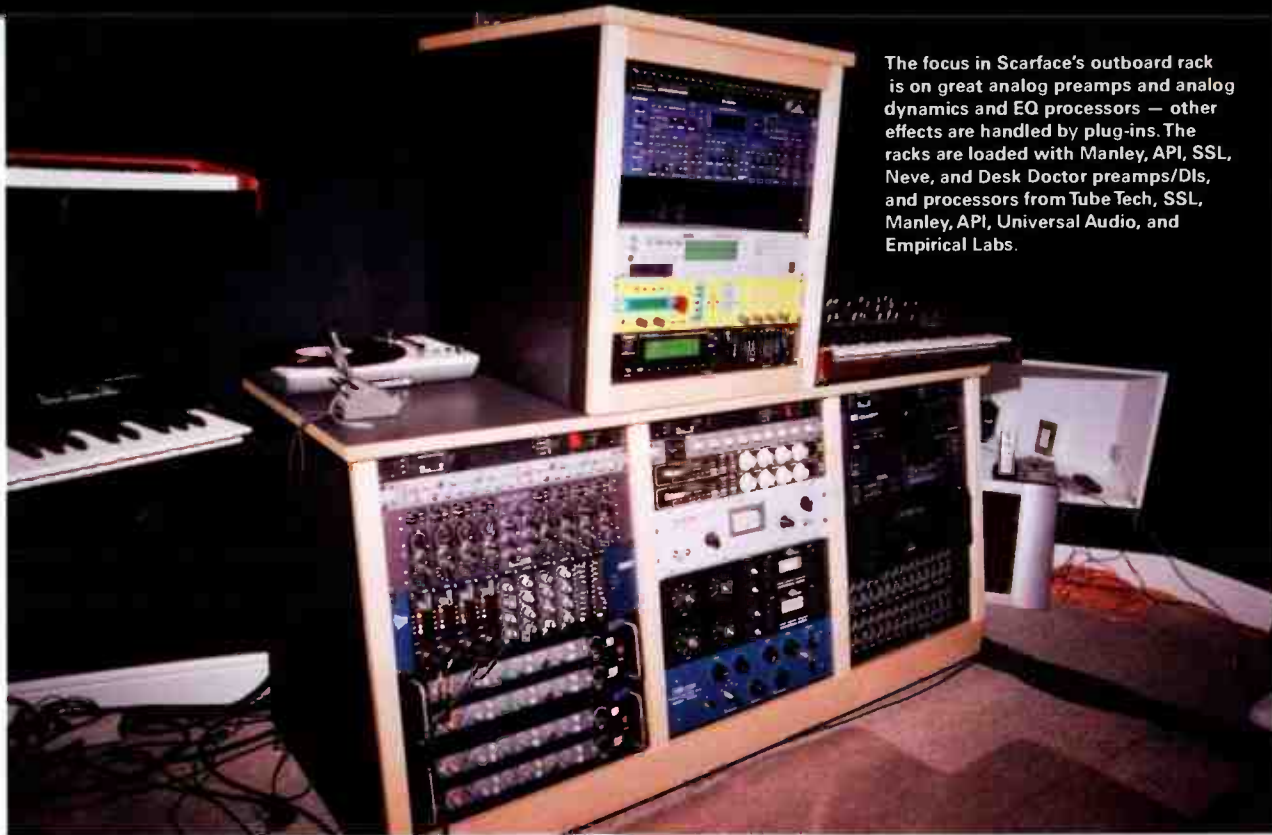 The focus in Scarface's outboard rack
is on great analog preamps and analog
dynamics and EQ processors — other
effects are handled by plug-ins. The
racks are loaded with Manley, API, SSL,
Neve, and Desk Doctor preamps/DIs,
and processors from Tube Tech, SSL,
Manley, API, Universal Audio, and
Empirical Labs.